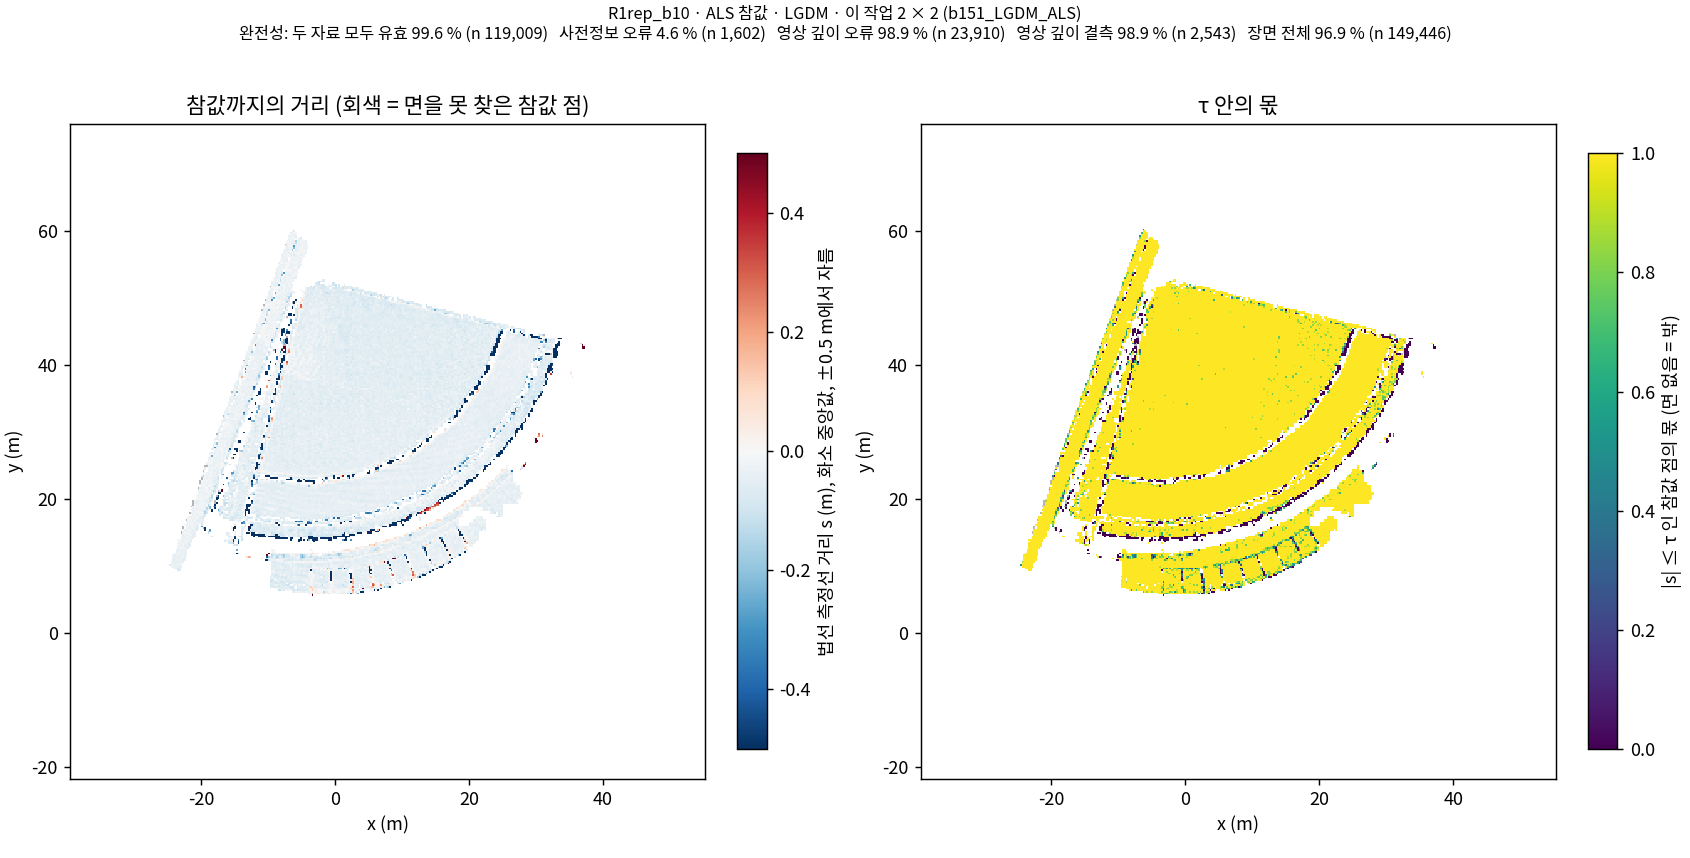 R1rep_b10 · ALS 참값 · LGDM · 이 작업 2 × 2 (b151_LGDM_ALS)
완전성: 두 자료 모두 유효 99.6 % (n 119,009) 사전정보 오류 4.6 % (n 1,602) 영상 깊이 오류 98.9 % (n 23,910) 영상 깊이 결측 98.9 % (n 2,543) 장면 전체 96.9 % (n 149,446)
참값까지의 거리 (회색 = 면을 못 찾은 참값 점)
60
40
20
0
-20
y (m)
-20 0 20 40
x (m)
0.4
0.2
0.0
-0.2
-0.4
법선 측정선 거리 s (m), 화소 중앙값, ±0.5 m에서 자름
τ 안의 몫
60
40
20
0
-20
y (m)
-20 0 20 40
x (m)
1.0
0.8
0.6
0.4
0.2
0.0
|s| ≤ τ 인 참값 점의 몫 (면 없음 = 밖)